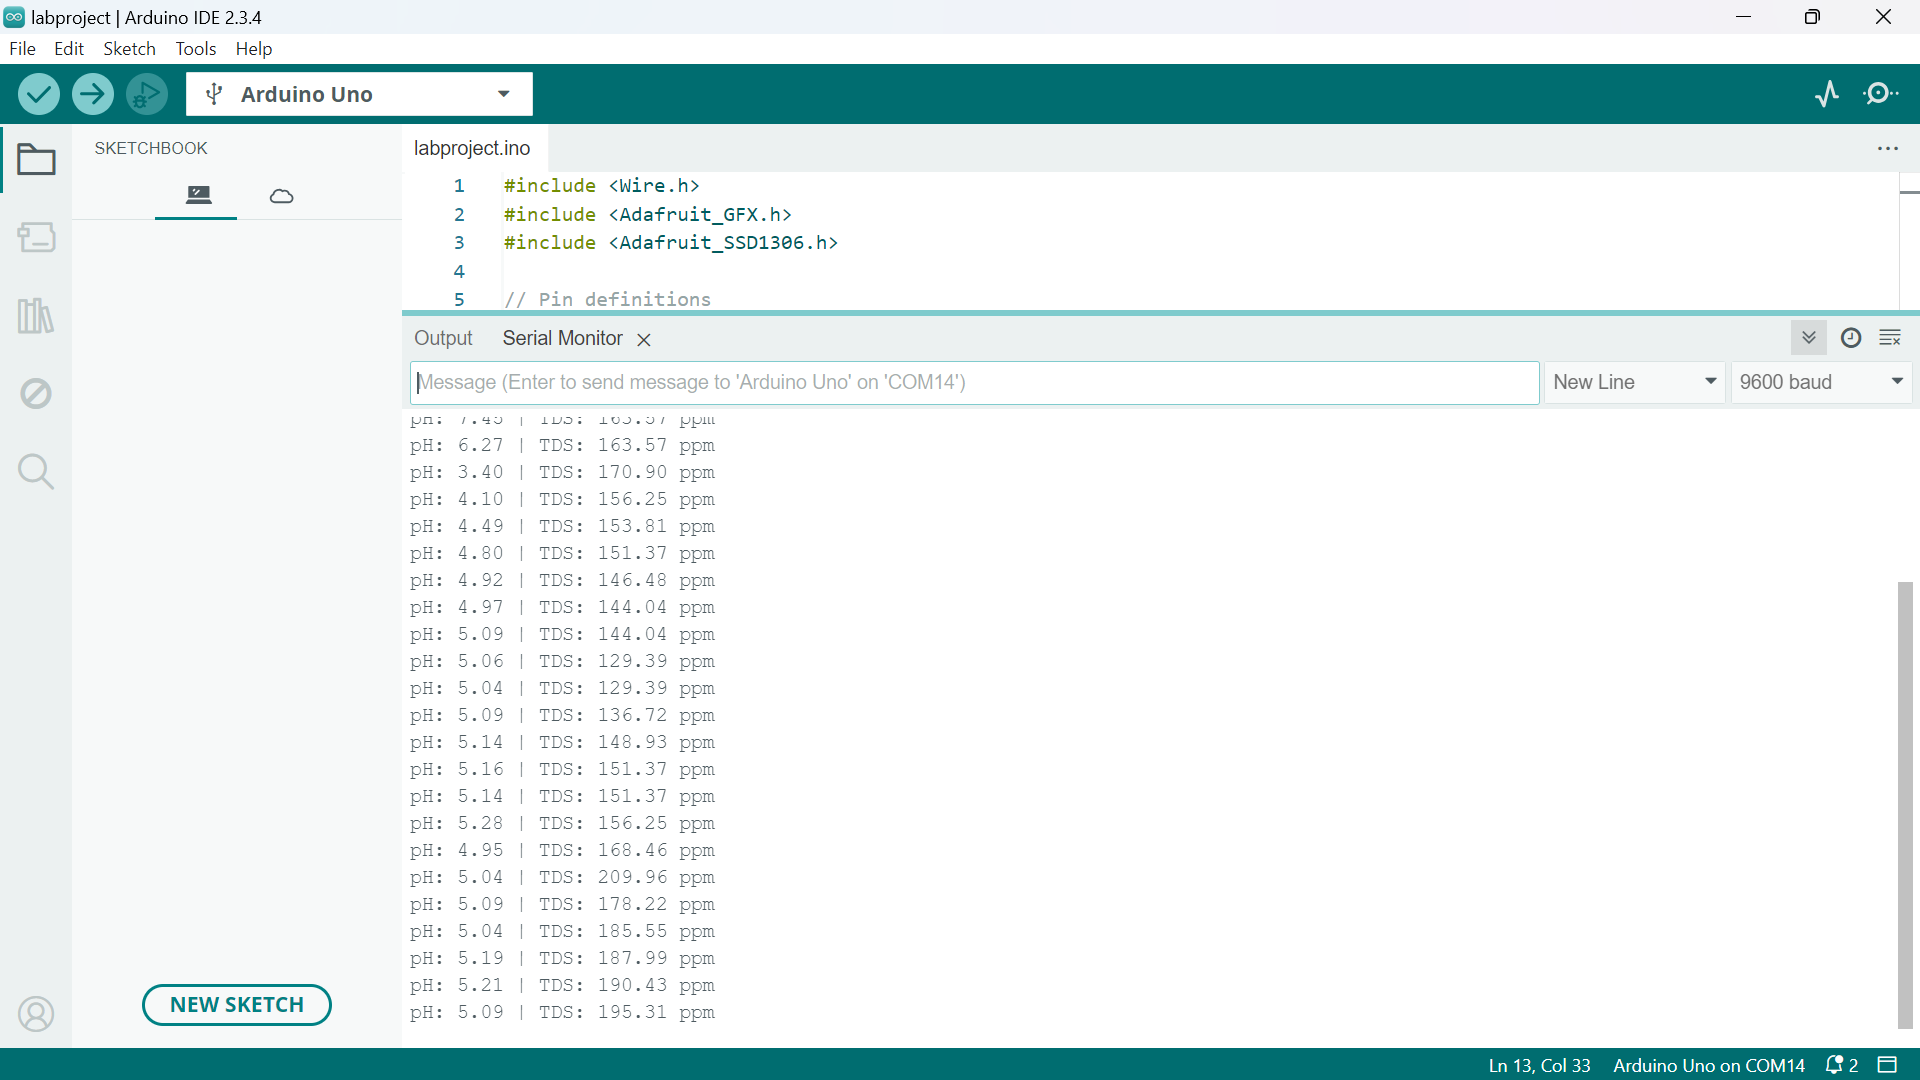 labproject | Arduino IDE 2.3.4
File Edit Sketch Tools Help
Arduino Uno
SKETCHBOOK
labproject.ino
1 #include <Wire.h>
2 #include <Adafruit_GFX.h>
3 #include <Adafruit_SSD1306.h>
4
5 // Pin definitions
Output Serial Monitor
Message (Enter to send message to 'Arduino Uno' on 'COM14')
New Line
9600 baud
pH: 7.45 | TDS: 163.57 ppm
pH: 6.27 | TDS: 163.57 ppm
pH: 3.40 | TDS: 170.90 ppm
pH: 4.10 | TDS: 156.25 ppm
pH: 4.49 | TDS: 153.81 ppm
pH: 4.80 | TDS: 151.37 ppm
pH: 4.92 | TDS: 146.48 ppm
pH: 4.97 | TDS: 144.04 ppm
pH: 5.09 | TDS: 144.04 ppm
pH: 5.06 | TDS: 129.39 ppm
pH: 5.04 | TDS: 129.39 ppm
pH: 5.09 | TDS: 136.72 ppm
pH: 5.14 | TDS: 148.93 ppm
pH: 5.16 | TDS: 151.37 ppm
pH: 5.14 | TDS: 151.37 ppm
pH: 5.28 | TDS: 156.25 ppm
pH: 4.95 | TDS: 168.46 ppm
pH: 5.04 | TDS: 209.96 ppm
pH: 5.09 | TDS: 178.22 ppm
pH: 5.04 | TDS: 185.55 ppm
pH: 5.19 | TDS: 187.99 ppm
pH: 5.21 | TDS: 190.43 ppm
pH: 5.09 | TDS: 195.31 ppm
NEW SKETCH
Ln 13, Col 33 Arduino Uno on COM14 2